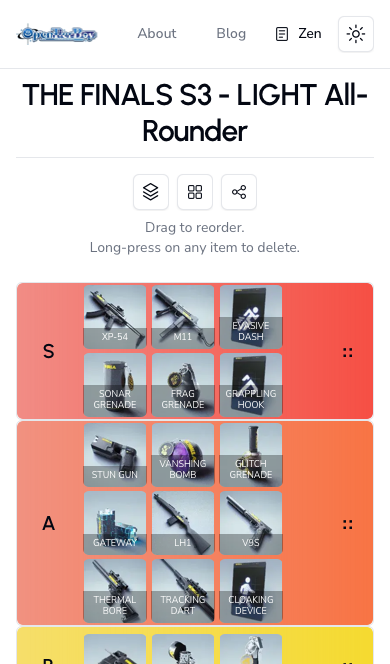 OpenTierBoy
About
Blog
Zen
THE FINALS S3 - LIGHT All-
Rounder
Drag to reorder.
Long-press on any item to delete.
S
XP-54
M11
EVASIVE
DASH
SONAR
GRENADE
FRAG
GRENADE
GRAPPLING
HOOK
A
STUN GUN
VANSHING
BOMB
GLITCH
GRENADE
GATEWAY
LH1
V9S
THERMAL
BORE
TRACKING
DART
CLOAKING
DEVICE
B